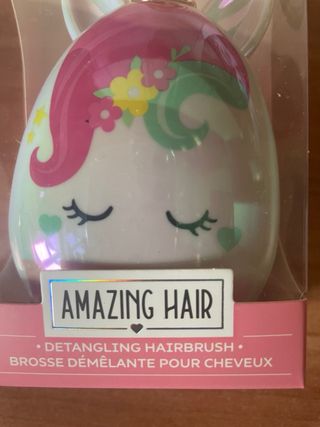 AMAZING HAIR
• DETANGLING HAIRBRUSH •
BROSSE DÉMÊLANTE POUR CHEVEUX